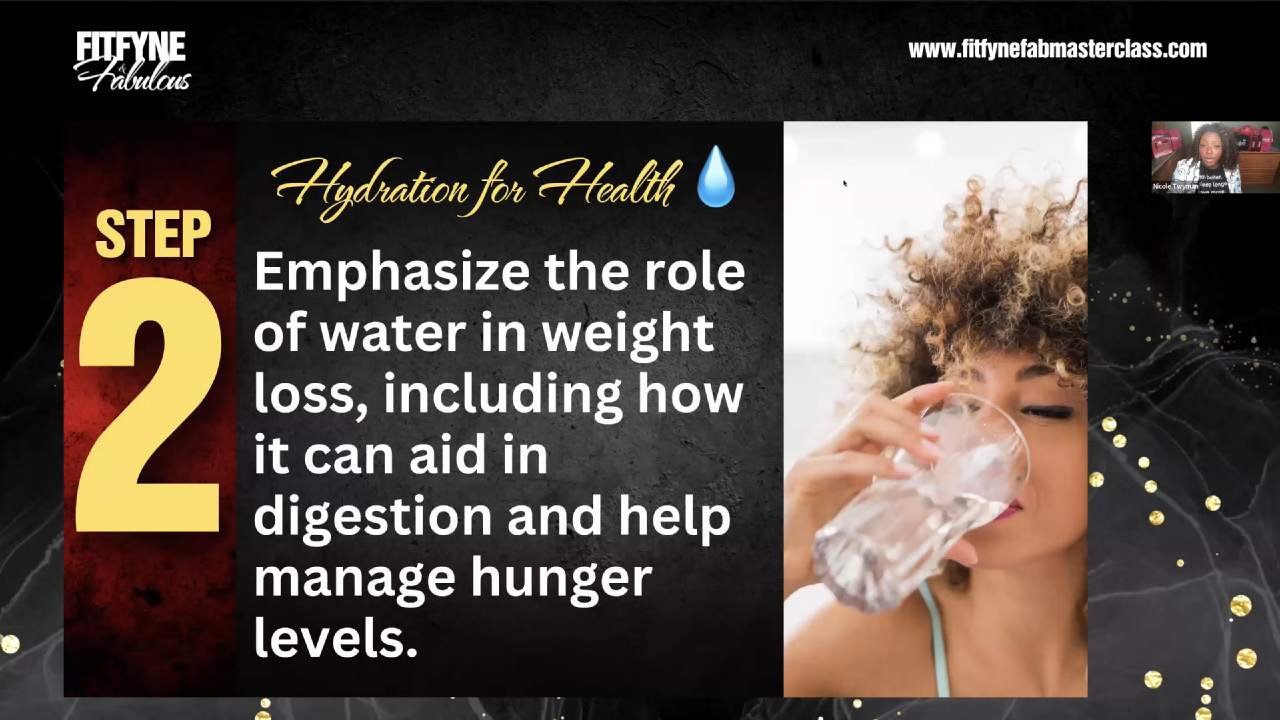 FITFYNE
& Fabulous
www.fitfynefabmasterclass.com
STEP
2
Hydration for Health
Emphasize the role
of water in weight
loss, including how
it can aid in
digestion and help
manage hunger
levels.
Nicole Twyman